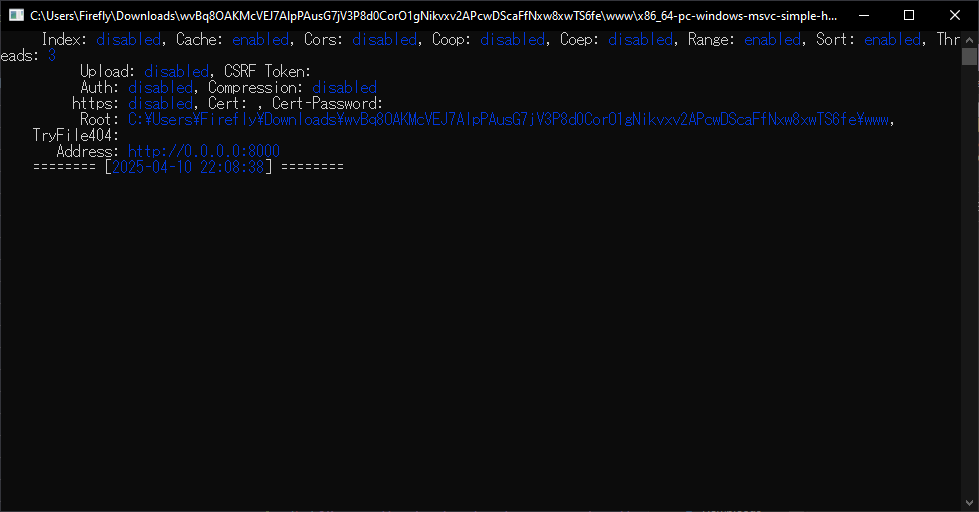 C:\Users\Firefly\Downloads\wvBq8OAKMcVEJ7AlpPAusG7jV3P8d0CorO1gNikvxv2APcwDScaFfNxw8xwTS6fe\www\x86_64-pc-windows-msvc-simple-h...
Index: disabled, Cache: enabled, Cors: disabled, Coop: disabled, Coep: disabled, Range: enabled, Sort: enabled, Thr
eads: 3
Upload: disabled, CSRF Token:
Auth: disabled, Compression: disabled
https: disabled, Cert: , Cert-Password:
Root: C:¥Users¥Firefly¥Downloads¥wvBq8OAKMcVEJ7AlpPAusG7jV3P8d0CorO1gNikvxv2APcwDScaFfNxw8xwTS6fe¥www,
TryFile404:
Address: http://0.0.0.0:8000
======== [2025-04-10 22:08:38] ========